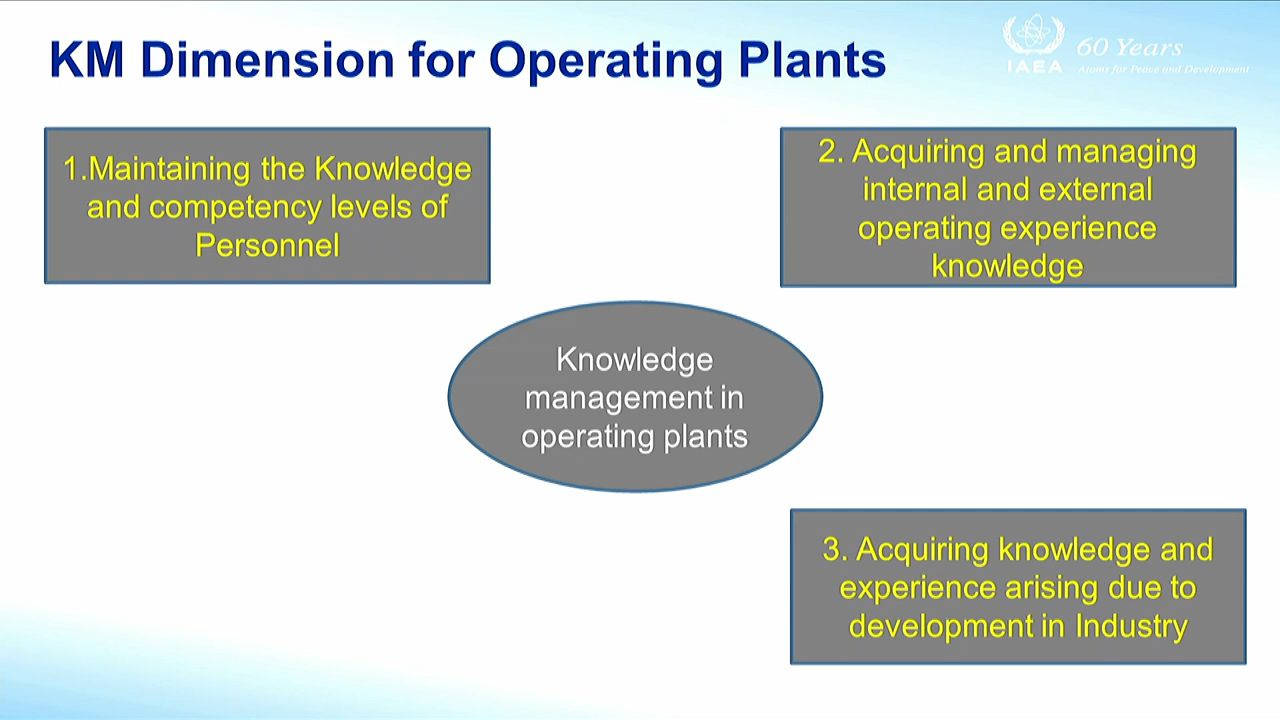 KM Dimension for Operating Plants
IAEA
60 Years
Atoms for Peace and Development
1.Maintaining the Knowledge
and competency levels of
Personnel
2. Acquiring and managing
internal and external
operating experience
knowledge
Knowledge
management in
operating plants
3. Acquiring knowledge and
experience arising due to
development in Industry